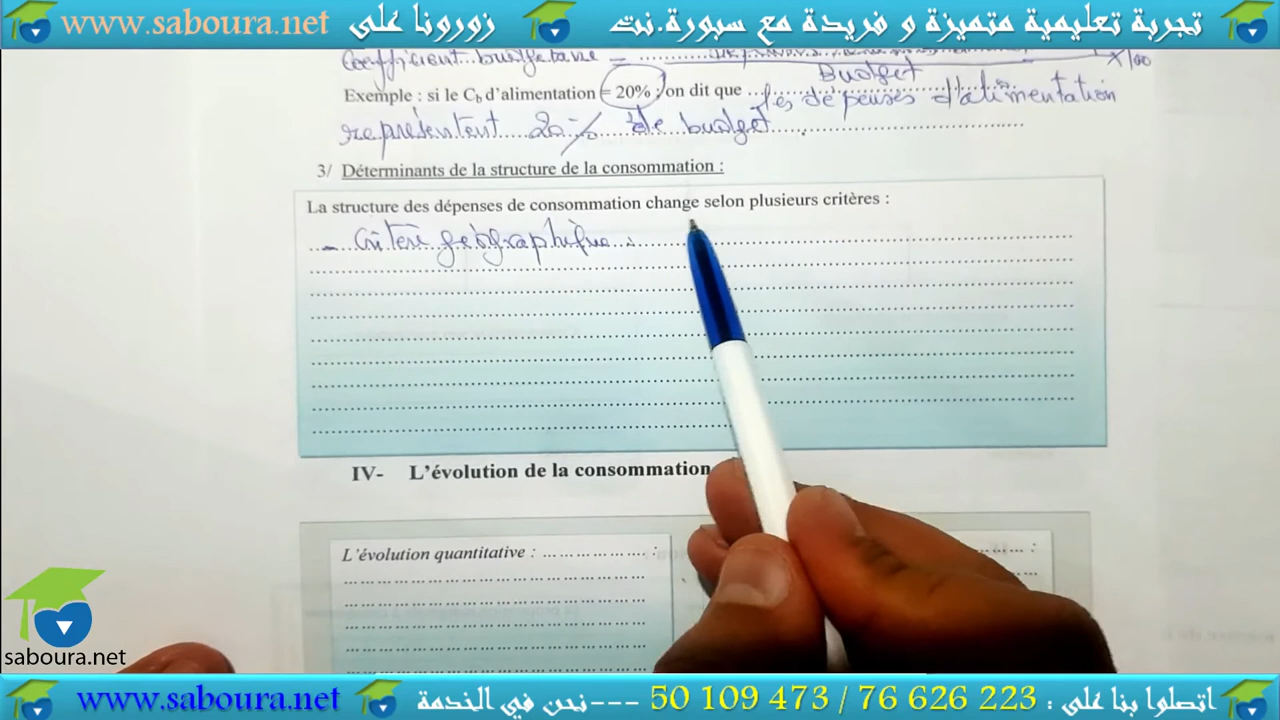 www.saboura.net زورونا على تجربة تعليمية متميزة و فريدة مع سبورة.نت
Coefficient budgétaire = X100
Budget
Exemple : si le Cb d'alimentation = 20% ; on dit que les dépenses d'alimentation
représentent 20% de budget
3/ Déterminants de la structure de la consommation :
La structure des dépenses de consommation change selon plusieurs critères :
- Critère géographique :
IV- L'évolution de la consommation
L'évolution quantitative : :
saboura.net
www.saboura.net اتصلوا بنا على : 50 109 473 / 76 626 223 ---نحن في الخدمة